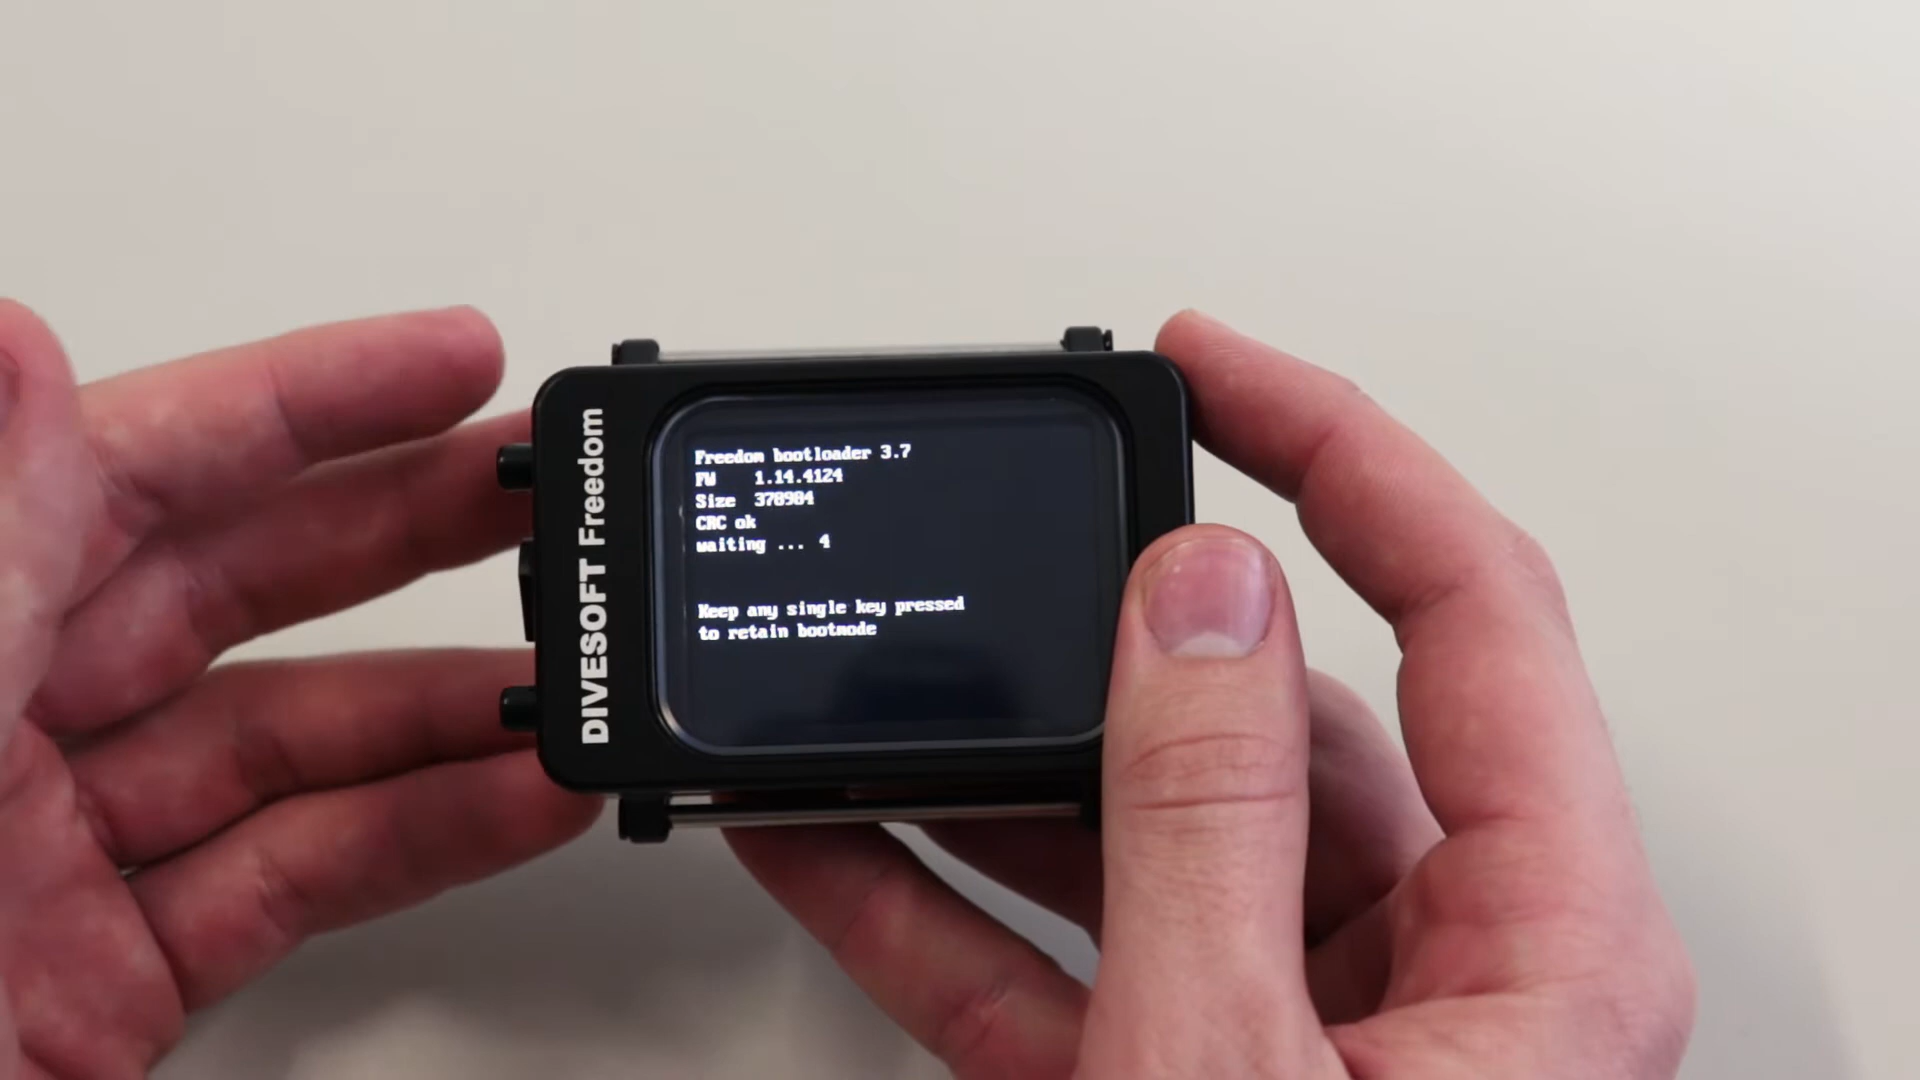 DIVESOFT Freedom
Freedom bootloader 3.7
FW 1.14.4124
Size 378984
CRC ok
waiting ... 4
Keep any single key pressed
to retain bootmode